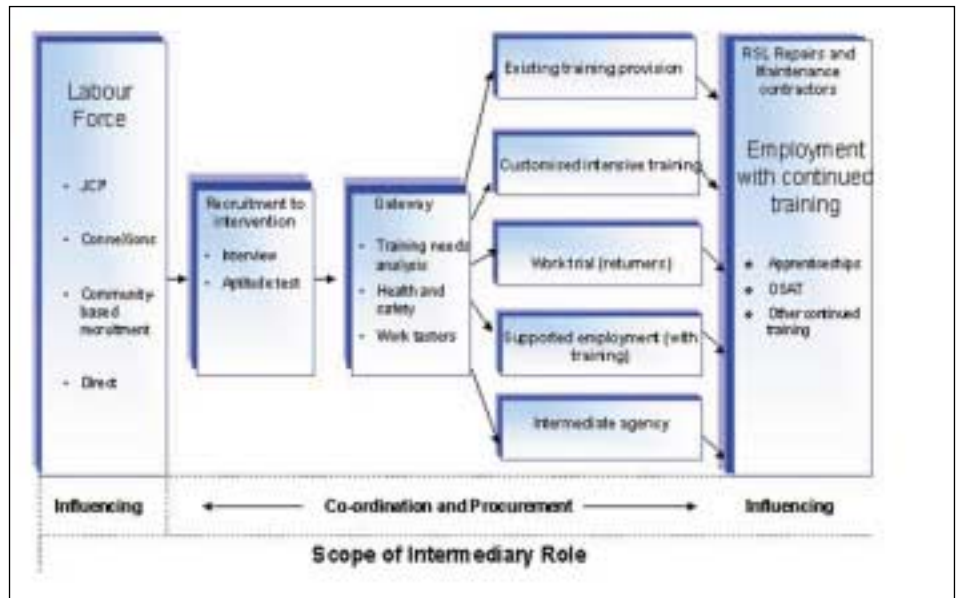 Labour
Force
• JCP
• Connexions
• Community-
based
recruitment
• Direct
Recruitment to
intervention
• Interview
• Aptitude test
Gateway
• Training needs
analysis
• Health and
safety
• Work tasters
Existing training provision
Customised intensive training
Work trial (returners)
Supported employment (with
training)
Intermediate agency
RSL Repairs and
Maintenance
contractors
Employment
with continued
training
Apprenticeships
OSAT
Other continued
training
Influencing
Co-ordination and Procurement
Influencing
Scope of Intermediary Role